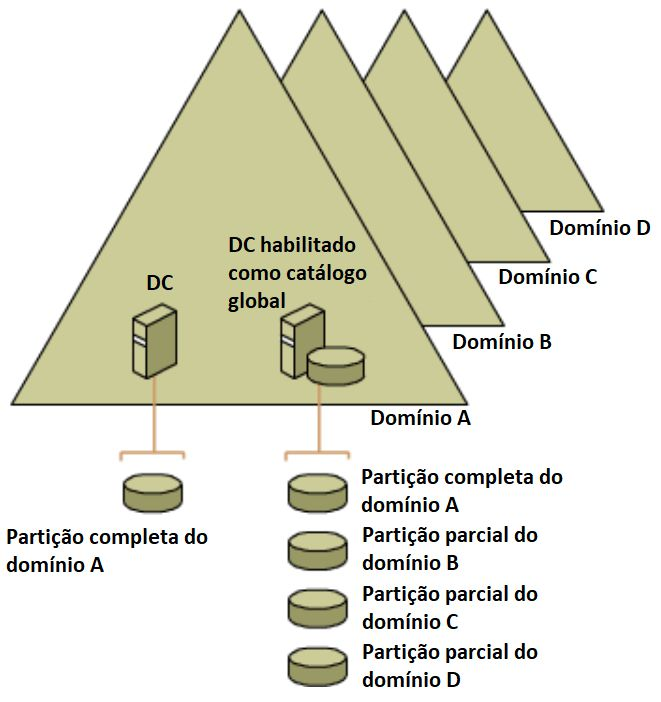 Domínio D
DC habilitado
como catálogo
global
Domínio C
DC
Domínio B
Domínio A
Partição completa do
domínio A
Partição completa do
domínio A
Partição parcial do
domínio B
Partição parcial do
domínio C
Partição parcial do
domínio D